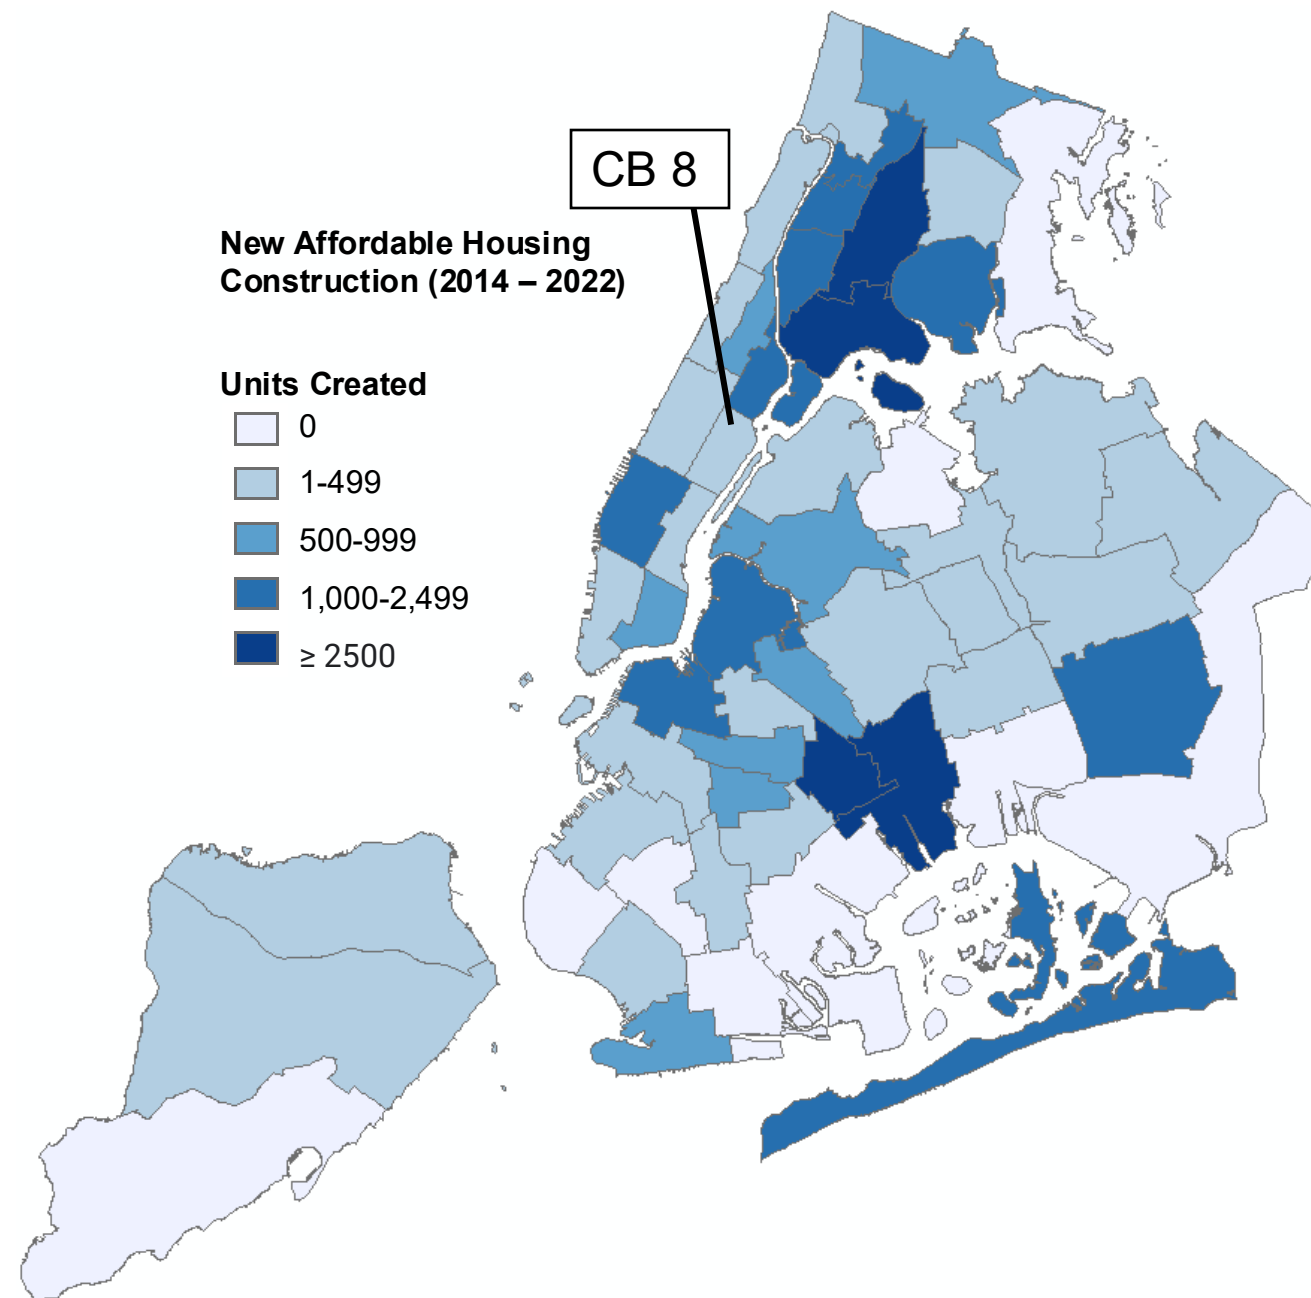 CB 8
New Affordable Housing
Construction (2014 – 2022)
Units Created
0
1-499
500-999
1,000-2,499
≥ 2500